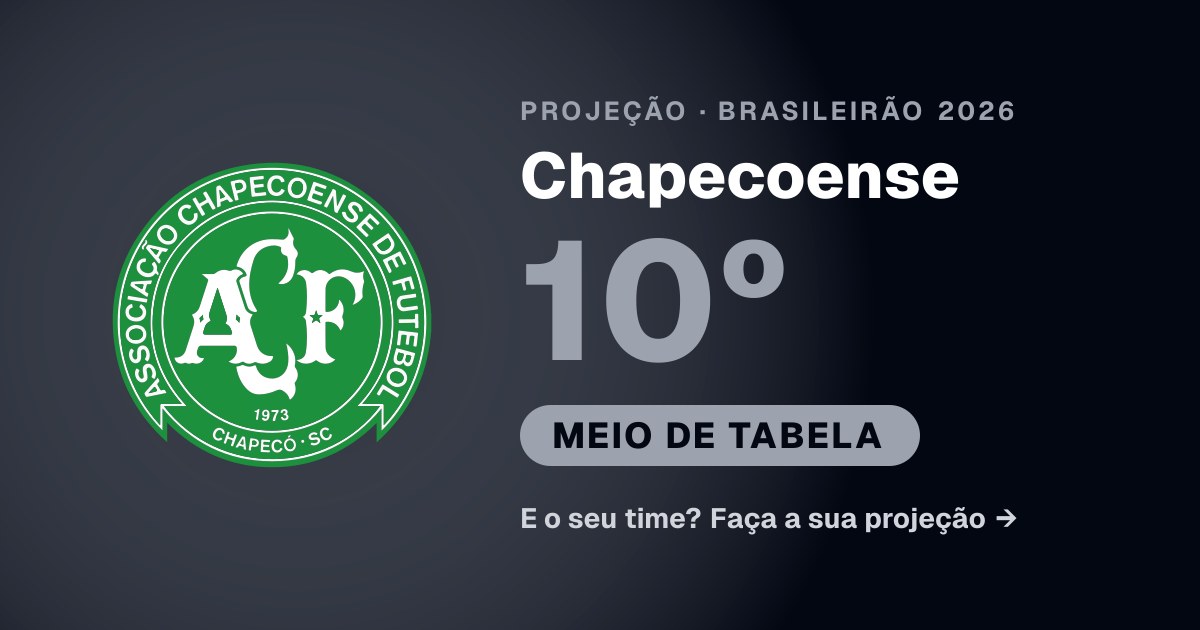 ASSOCIAÇÃO CHAPECOENSE DE FUTEBOL
ACF
1973
CHAPECÓ · SC
PROJEÇÃO · BRASILEIRÃO 2026
Chapecoense
10º
MEIO DE TABELA
E o seu time? Faça a sua projeção →